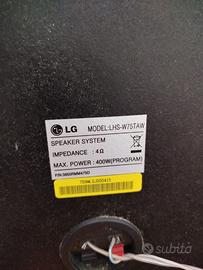 LG MODEL:LHS-W75TAW
SPEAKER SYSTEM
IMPEDANCE : 4Ω
MAX. POWER : 400W(PROGRAM)
subito